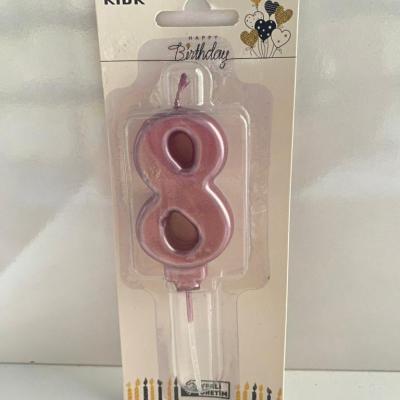 KIDK
HAPPY
Birthday
8
YERLİ
ÜRETİM